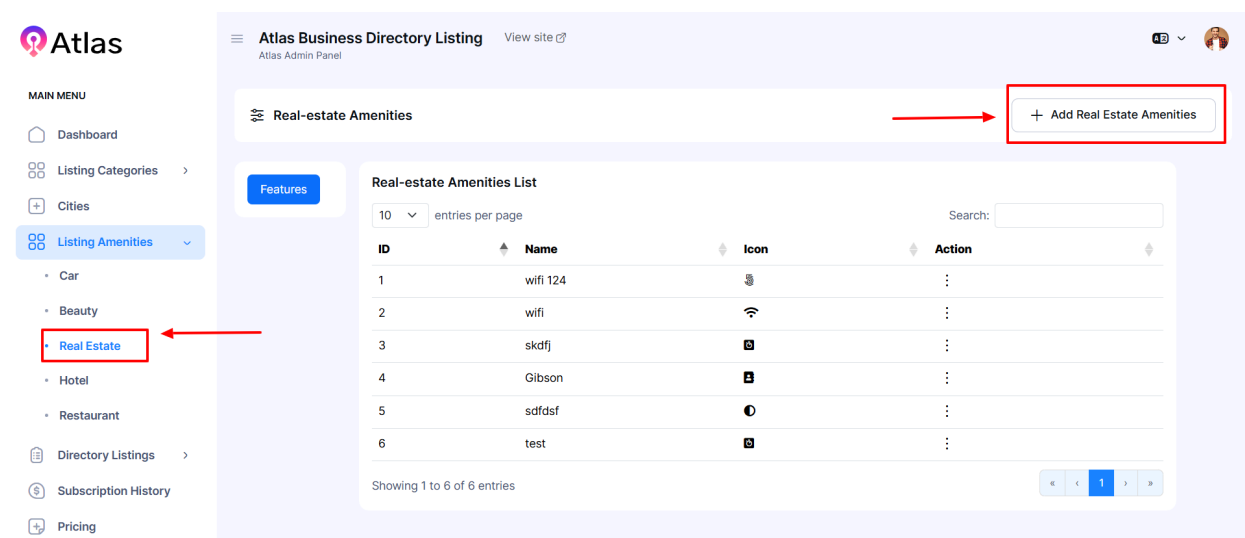 Atlas
Atlas Business Directory Listing View site
Atlas Admin Panel
MAIN MENU
Dashboard
Listing Categories
Cities
Listing Amenities
Car
Beauty
Real Estate
Hotel
Restaurant
Directory Listings
Subscription History
Pricing
Real-estate Amenities
+ Add Real Estate Amenities
Features
Real-estate Amenities List
10 entries per page Search:
ID Name Icon Action
1 wifi 124
2 wifi
3 skdfj
4 Gibson
5 sdfdsf
6 test
Showing 1 to 6 of 6 entries
« ‹ 1 › »